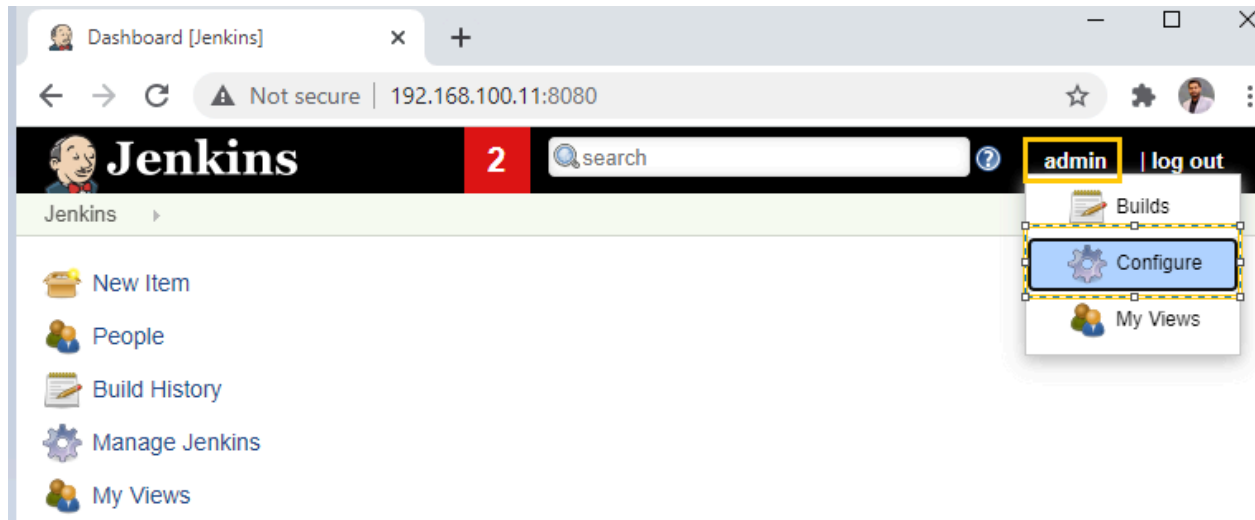 Dashboard [Jenkins]
Not secure | 192.168.100.11:8080
Jenkins 2 search ? admin | log out
Jenkins
Builds
Configure
My Views
New Item
People
Build History
Manage Jenkins
My Views